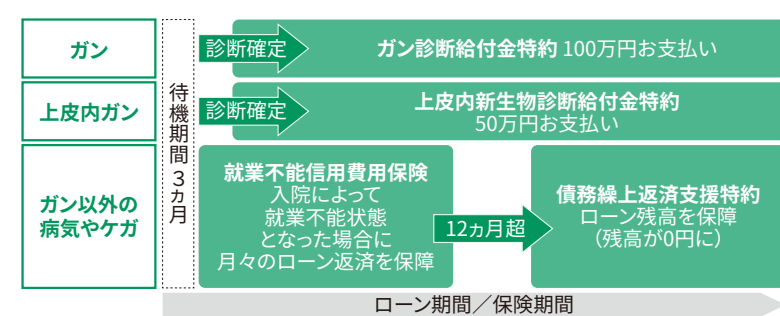 ガン
診断確定
ガン診断給付金特約 100万円お支払い
上皮内ガン
診断確定
上皮内新生物診断給付金特約
50万円お支払い
待機期間3ヵ月
ガン以外の
病気やケガ
就業不能信用費用保険
入院によって
就業不能状態
となった場合に
月々のローン返済を保障
12ヵ月超
債務繰上返済支援特約
ローン残高を保障
（残高が0円に）
ローン期間／保険期間